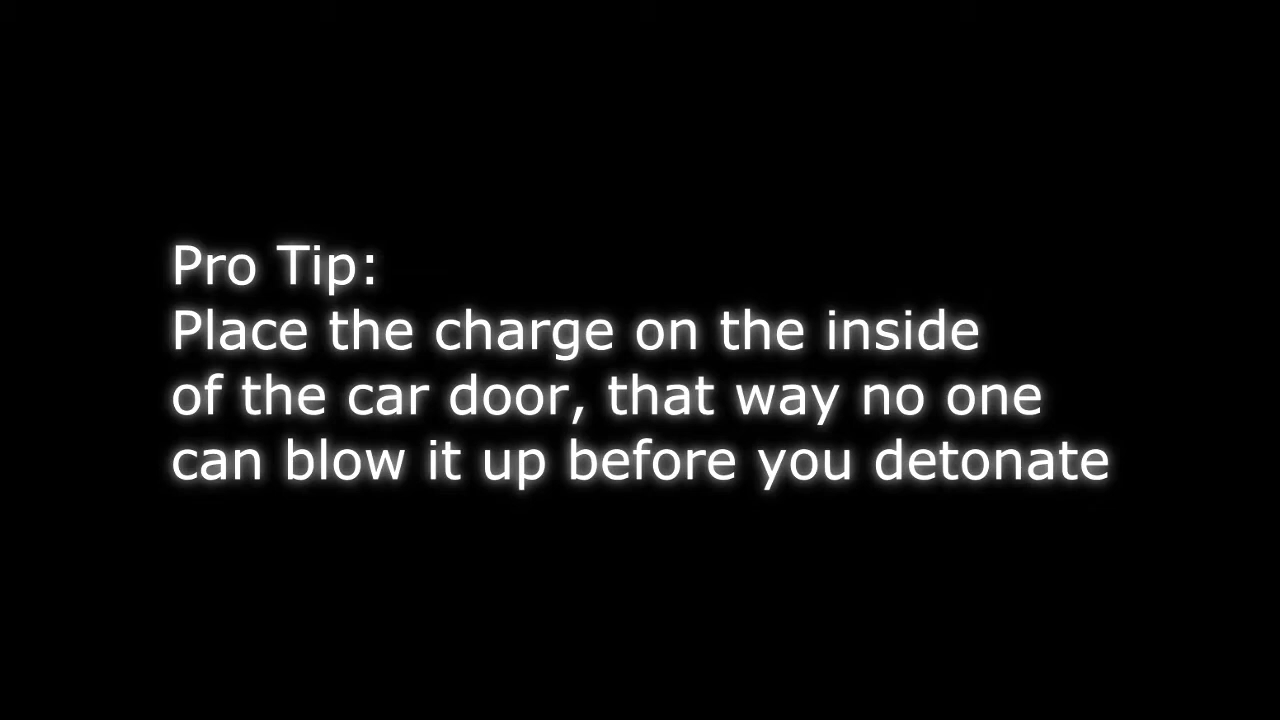 Pro Tip:
Place the charge on the inside
of the car door, that way no one
can blow it up before you detonate